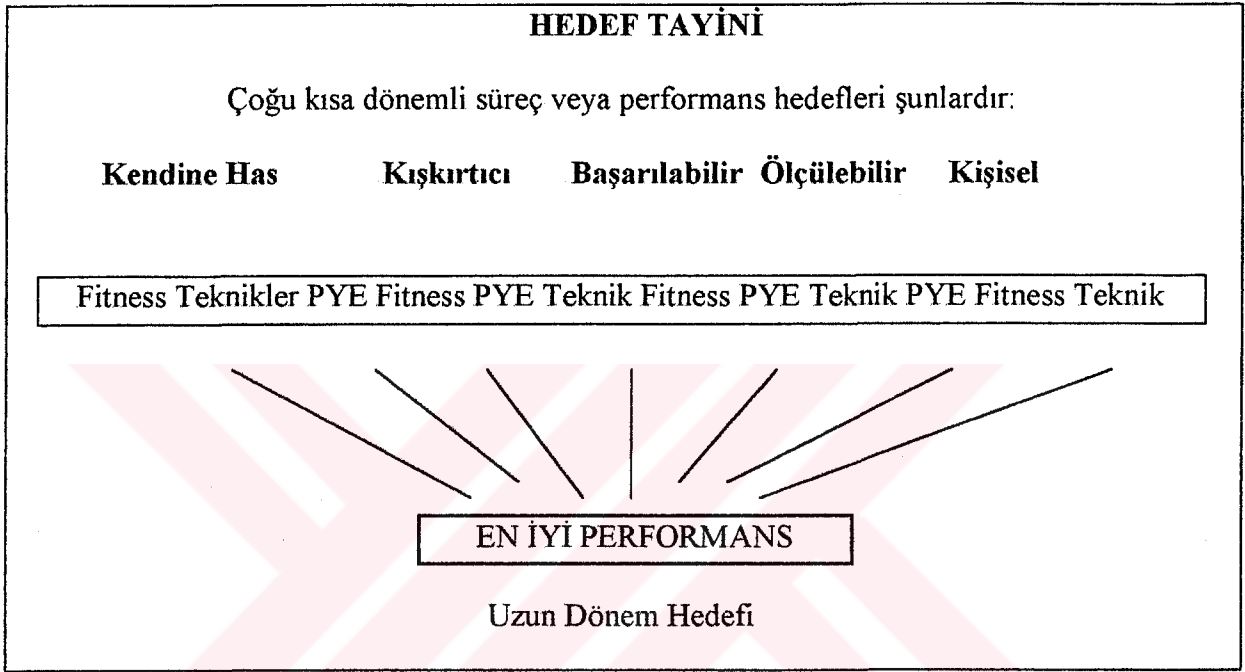 HEDEF TAYİNİ
Çoğu kısa dönemli süreç veya performans hedefleri şunlardır:
Kendine Has Kışkırtıcı Başarılabilir Ölçülebilir Kişisel
Fitness Teknikler PYE Fitness PYE Teknik Fitness PYE Teknik PYE Fitness Teknik
EN İYİ PERFORMANS
Uzun Dönem Hedefi